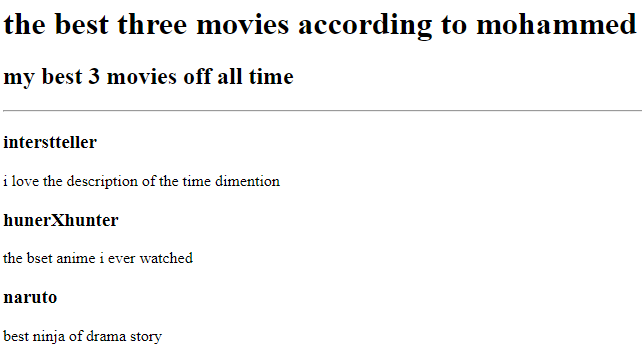 the best three movies according to mohammed
my best 3 movies off all time
interstteller
i love the description of the time dimention
hunerXhunter
the bset anime i ever watched
naruto
best ninja of drama story